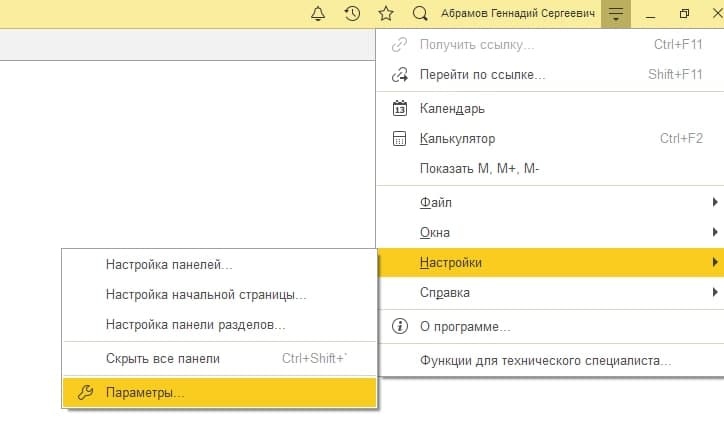 Абрамов Геннадий Сергеевич
Получить ссылку... Ctrl+F11
Перейти по ссылке... Shift+F11
13 Календарь
Калькулятор Ctrl+F2
Показать M, M+, M-
Файл
Окна
Настройки
Справка
О программе...
Функции для технического специалиста...
Настройка панелей...
Настройка начальной страницы...
Настройка панели разделов...
Скрыть все панели Ctrl+Shift+`
Параметры...